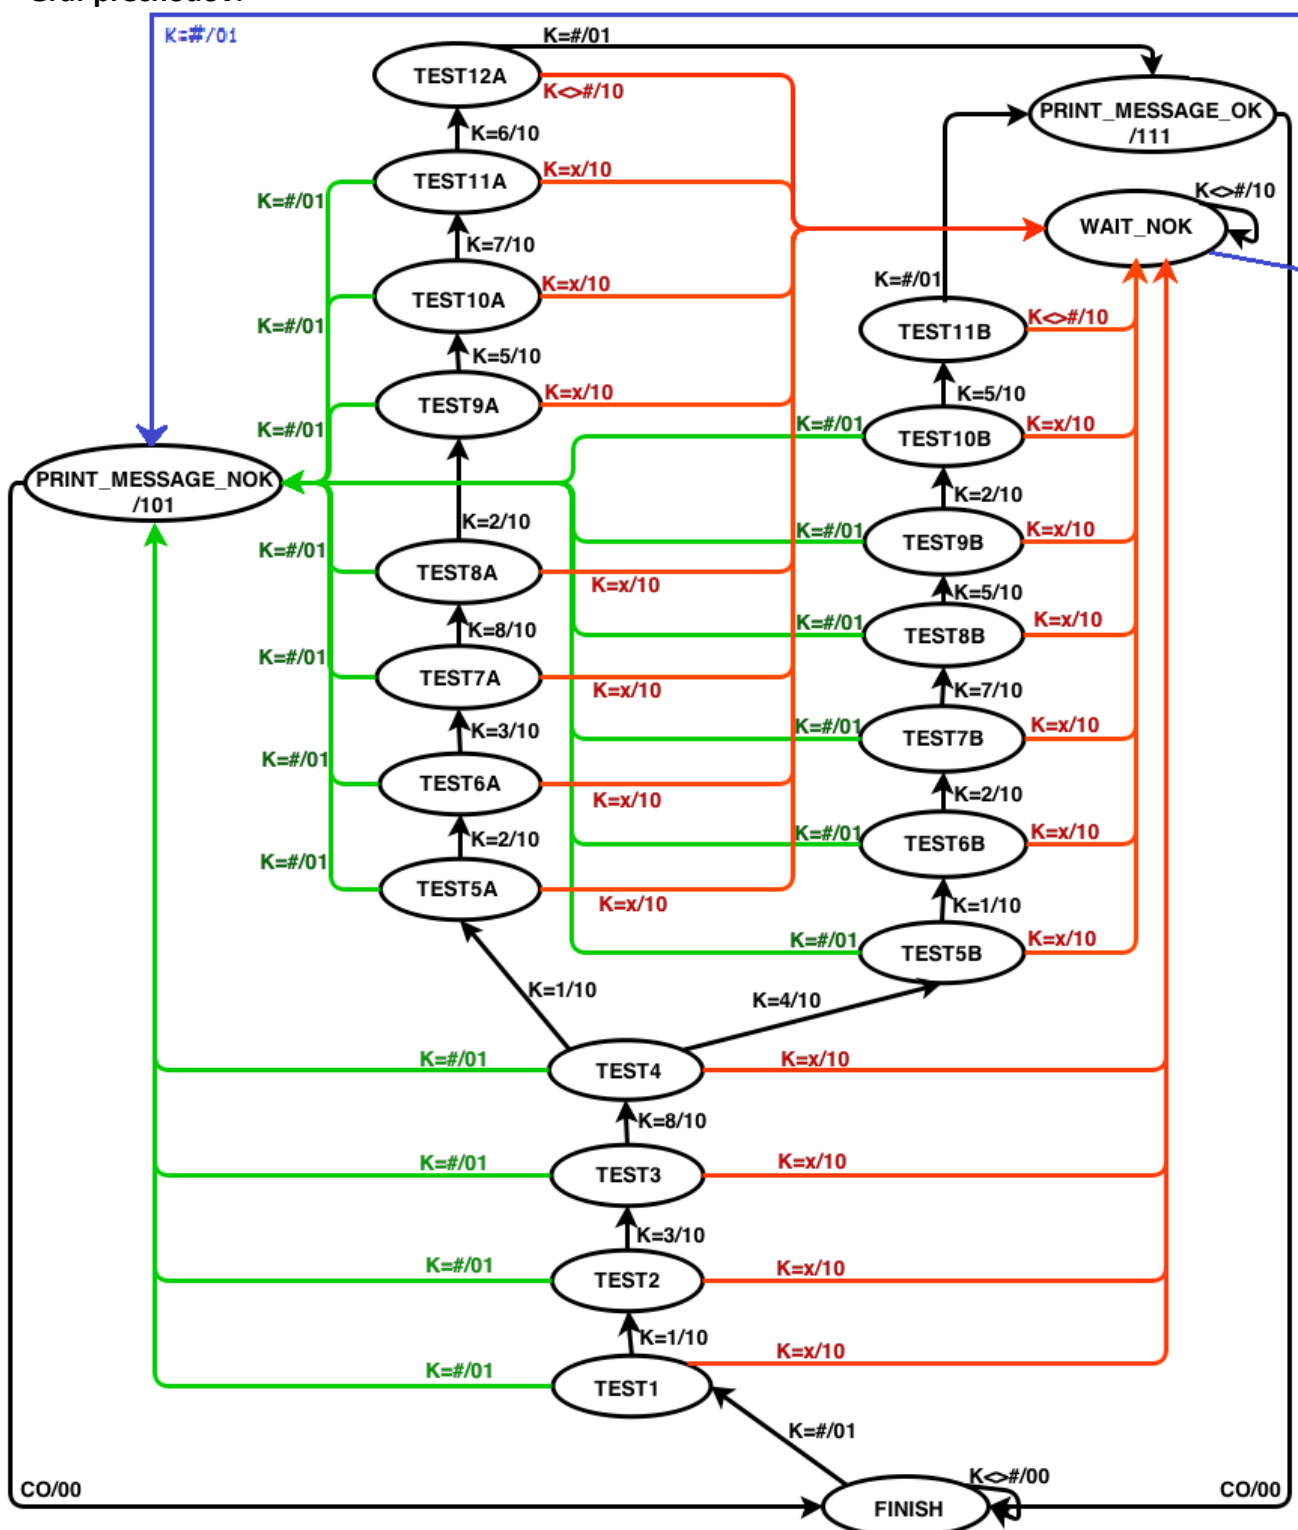 K=#/01
K=#/01
TEST12A
K<>#/10
PRINT_MESSAGE_OK
/111
K=6/10
TEST11A
K=x/10
K=#/01
K<>#/10
WAIT_NOK
K=7/10
TEST10A
K=x/10
K=#/01
K=#/01
K<>#/10
TEST11B
K=5/10
TEST9A
K=x/10
K=#/01
K=5/10
K=#/01
TEST10B
K=x/10
PRINT_MESSAGE_NOK
/101
K=2/10
K=2/10
K=#/01
TEST8A
K=x/10
K=#/01
TEST9B
K=x/10
K=5/10
K=8/10
K=#/01
TEST8B
K=x/10
K=#/01
TEST7A
K=x/10
K=7/10
K=3/10
K=#/01
TEST7B
K=x/10
K=#/01
TEST6A
K=x/10
K=2/10
K=2/10
K=#/01
TEST6B
K=x/10
K=#/01
TEST5A
K=x/10
K=1/10
K=#/01
TEST5B
K=x/10
K=1/10
K=4/10
K=#/01
TEST4
K=x/10
K=8/10
K=#/01
TEST3
K=x/10
K=3/10
K=#/01
TEST2
K=x/10
K=1/10
K=#/01
TEST1
K=x/10
K=#/01
CO/00
K<>#/00
CO/00
FINISH